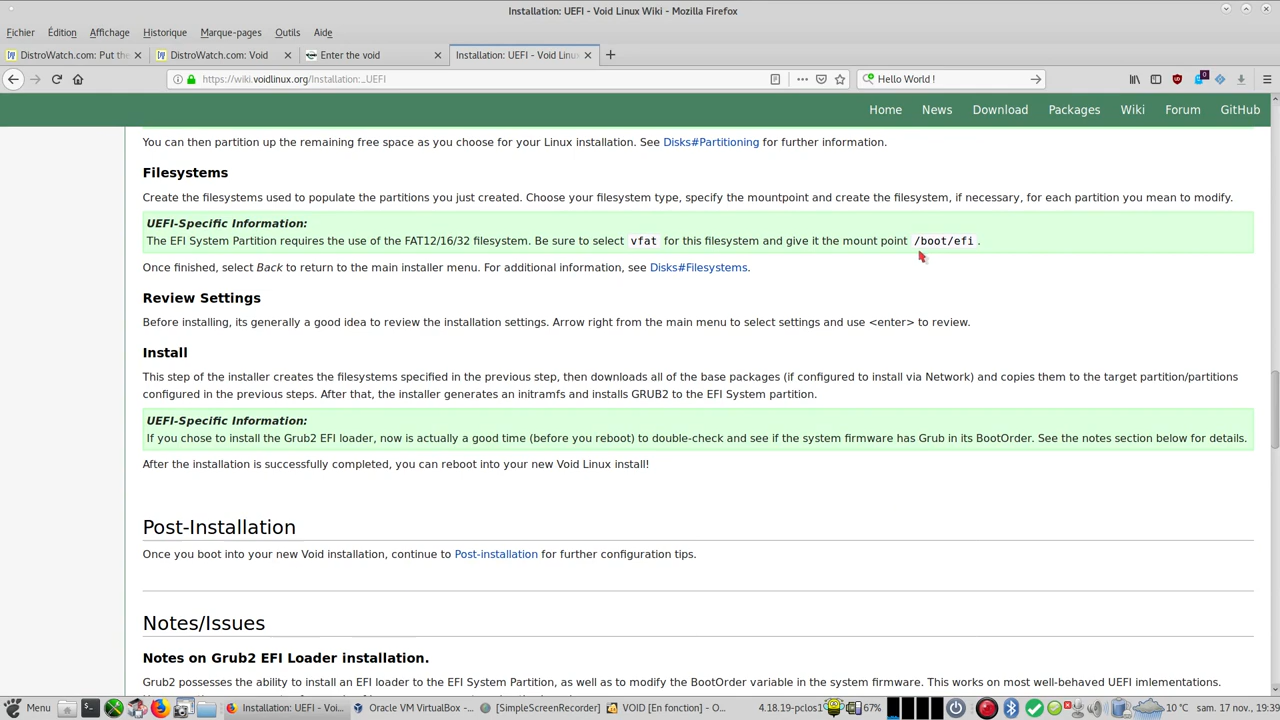 Installation: UEFI - Void Linux Wiki - Mozilla Firefox
Fichier Édition Affichage Historique Marque-pages Outils Aide
DistroWatch.com: Put the DistroWatch.com: Void Enter the void Installation: UEFI - Void Linu
https://wiki.voidlinux.org/Installation:_UEFI Hello World ! 0
Home News Download Packages Wiki Forum GitHub
You can then partition up the remaining free space as you choose for your Linux installation. See Disks#Partitioning for further information.
Filesystems
Create the filesystems used to populate the partitions you just created. Choose your filesystem type, specify the mountpoint and create the filesystem, if necessary, for each partition you mean to modify.
UEFI-Specific Information:
The EFI System Partition requires the use of the FAT12/16/32 filesystem. Be sure to select vfat for this filesystem and give it the mount point /boot/efi.
Once finished, select Back to return to the main installer menu. For additional information, see Disks#Filesystems.
Review Settings
Before installing, its generally a good idea to review the installation settings. Arrow right from the main menu to select settings and use <enter> to review.
Install
This step of the installer creates the filesystems specified in the previous step, then downloads all of the base packages (if configured to install via Network) and copies them to the target partition/partitions
configured in the previous steps. After that, the installer generates an initramfs and installs GRUB2 to the EFI System partition.
UEFI-Specific Information:
If you chose to install the Grub2 EFI loader, now is actually a good time (before you reboot) to double-check and see if the system firmware has Grub in its BootOrder. See the notes section below for details.
After the installation is successfully completed, you can reboot into your new Void Linux install!
Post-Installation
Once you boot into your new Void installation, continue to Post-installation for further configuration tips.
Notes/Issues
Notes on Grub2 EFI Loader installation.
Grub2 possesses the ability to install an EFI loader to the EFI System Partition, as well as to modify the BootOrder variable in the system firmware. This works on most well-behaved UEFI imlementations.
Menu Installation: UEFI - Voi... Oracle VM VirtualBox - ... [SimpleScreenRecorder] VOID [En fonction] - O... 4.18.19-pclos1 67% 10 °C sam. 17 nov., 19:39